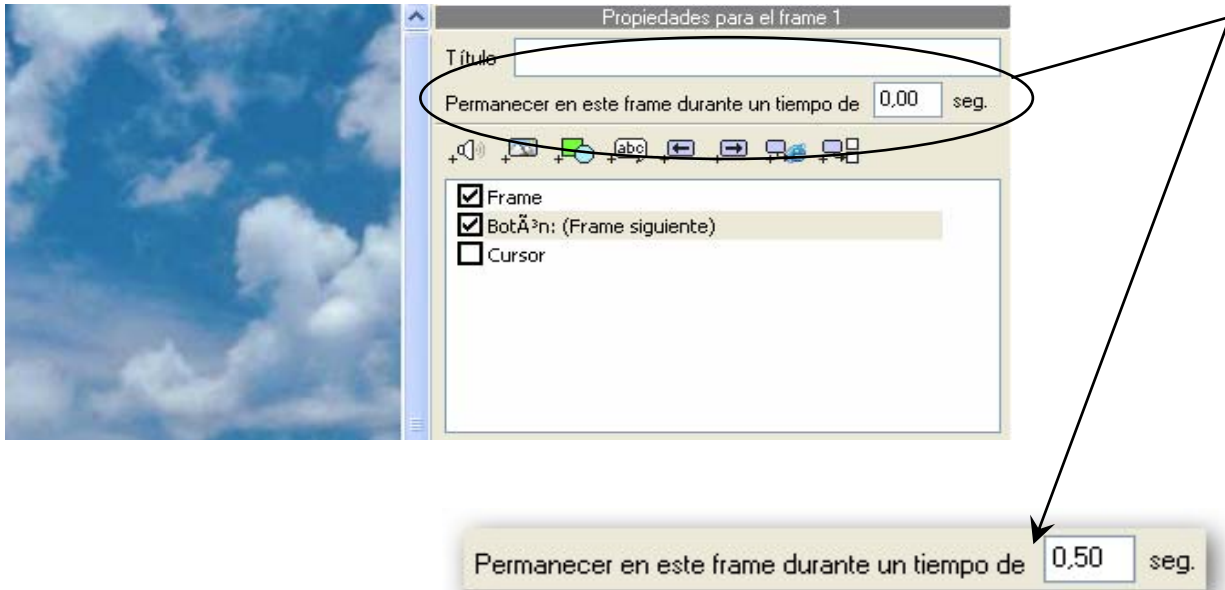 Propiedades para el frame 1
Título
Permanecer en este frame durante un tiempo de 0,00 seg.
abc
Frame
BotÃ³n: (Frame siguiente)
Cursor
Permanecer en este frame durante un tiempo de 0,50 seg.